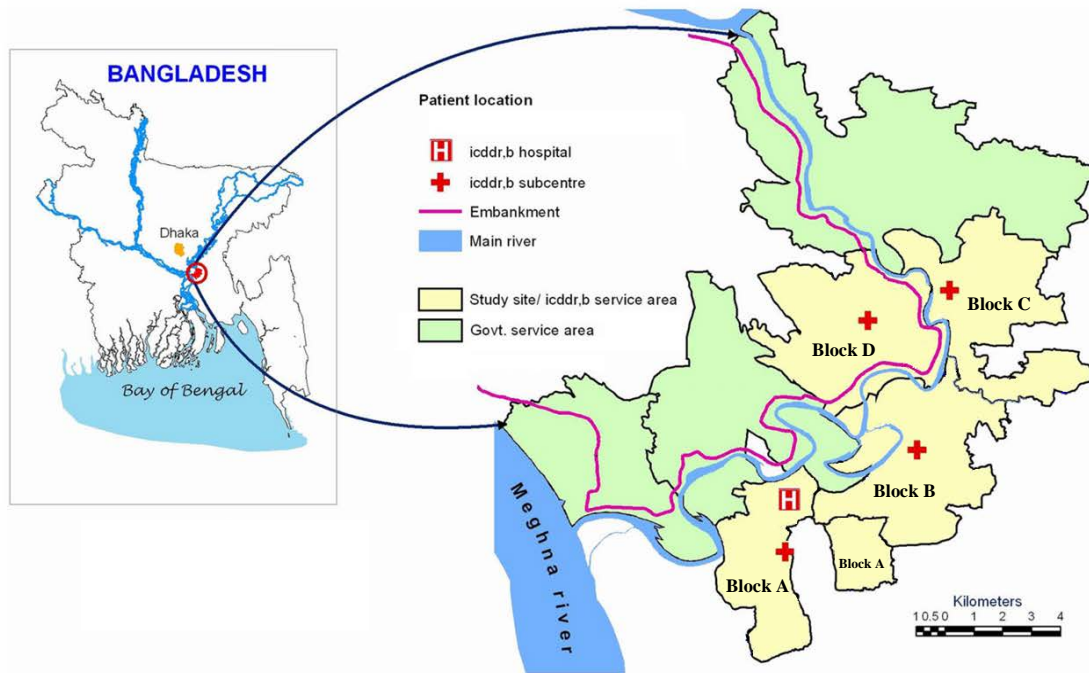 BANGLADESH
Dhaka
Bay of Bengal
Patient location
H
icddr,b hospital
icddr,b subcentre
Embankment
Main river
Study site/ icddr,b service area
Govt. service area
Block C
Block D
Block B
H
Block A
Block A
Meghna river
Kilometers
1 0.5 0 1 2 3 4